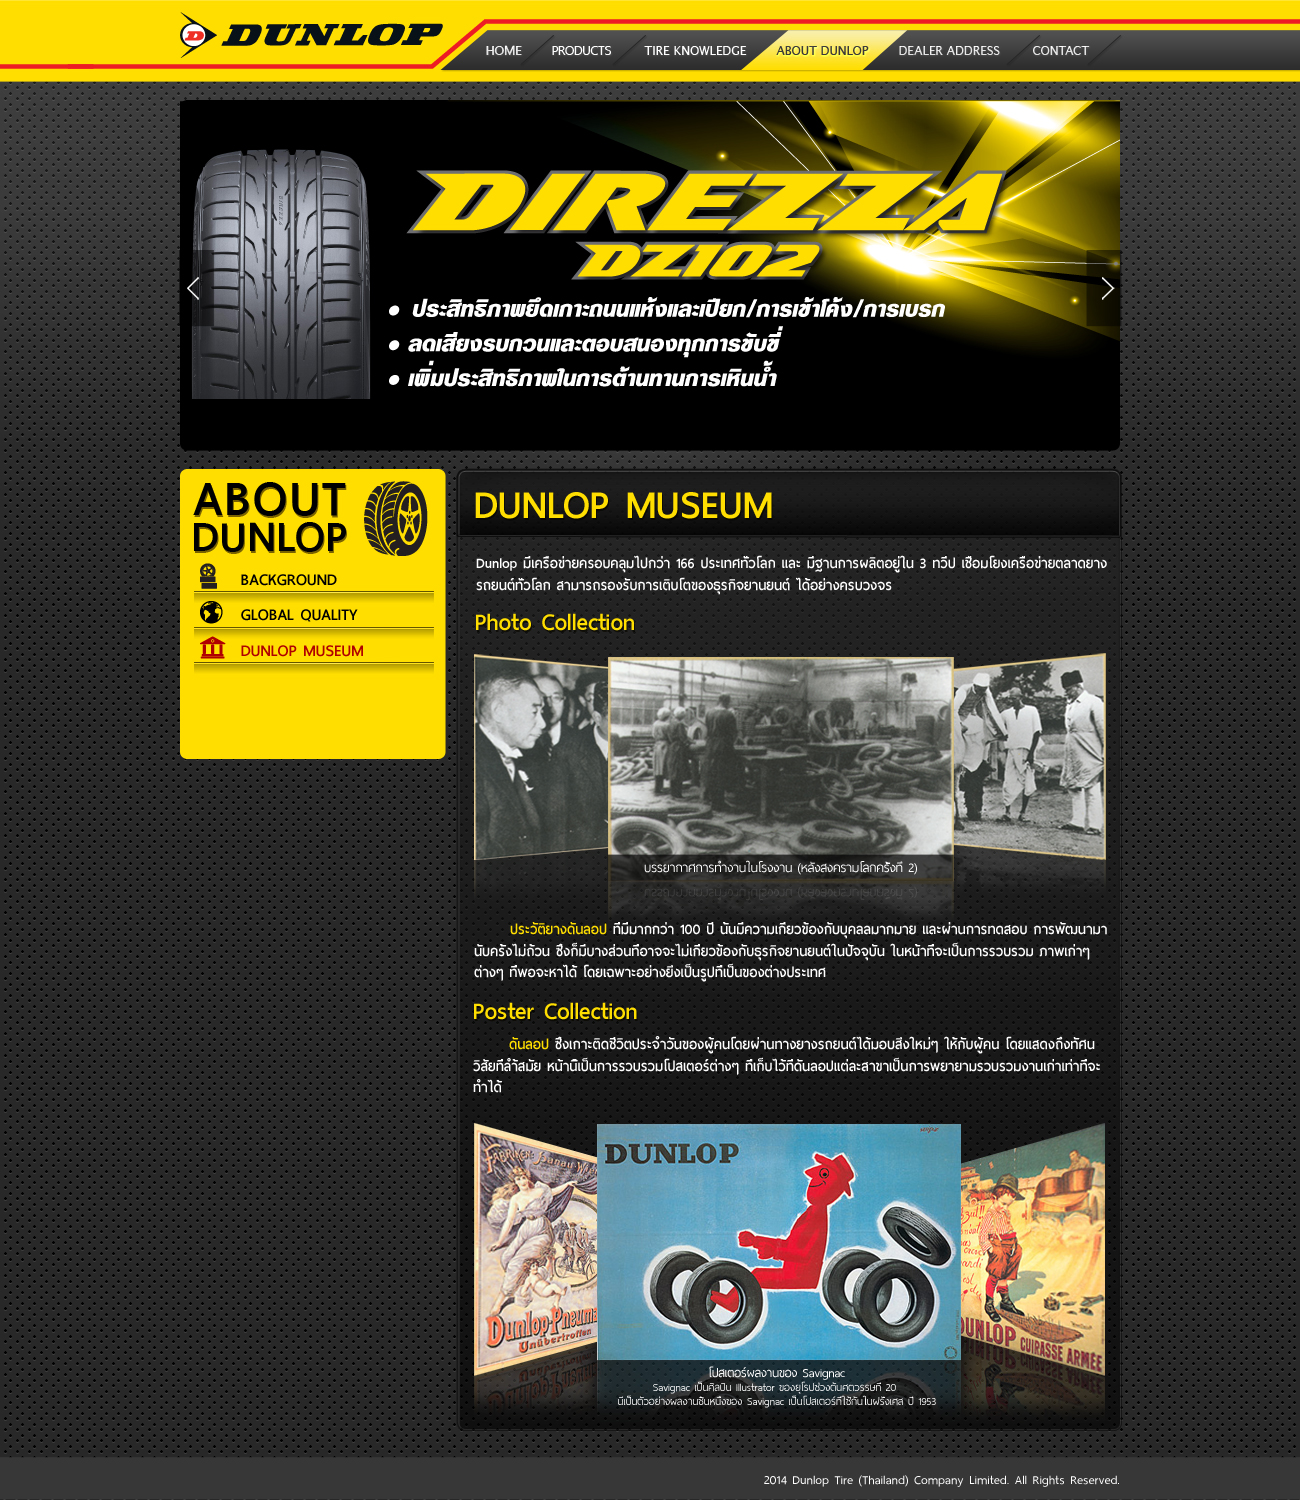 DUNLOP
HOME
PRODUCTS
TIRE KNOWLEDGE
ABOUT DUNLOP
DEALER ADDRESS
CONTACT
DIREZZA
DZ102
• ประสิทธิภาพยึดเกาะถนนแห้งและเปียก/การเข้าโค้ง/การเบรก
• ลดเสียงรบกวนและตอบสนองทุกการขับขี่
• เพิ่มประสิทธิภาพในการต้านทานการเหินน้ำ
ABOUT
DUNLOP
BACKGROUND
GLOBAL QUALITY
DUNLOP MUSEUM
DUNLOP MUSEUM
Dunlop มีเครือข่ายครอบคลุมไปกว่า 166 ประเทศทั่วโลก และ มีฐานการผลิตอยู่ใน 3 ทวีป เชื่อมโยงเครือข่ายตลาดยาง
รถยนต์ทั่วโลก สามารถรองรับการเติบโตของธุรกิจยานยนต์ ได้อย่างครบวงจร
Photo Collection
บรรยากาศการทำงานในโรงงาน (หลังสงครามโลกครั้งที่ 2)
ประวัติยางดันลอป ที่มีมากกว่า 100 ปี นั้นมีความเกี่ยวข้องกับบุคลลมากมาย และผ่านการทดสอบ การพัฒนามา
นับครั้งไม่ถ้วน ซึ่งก็มีบางส่วนที่อาจจะไม่เกี่ยวข้องกับธุรกิจยานยนต์ในปัจจุบัน ในหน้าที่จะเป็นการรวบรวม ภาพเก่าๆ
ต่างๆ ที่พอจะหาได้ โดยเฉพาะอย่างยิ่งเป็นรูปที่เป็นของต่างประเทศ
Poster Collection
ดันลอป ซึ่งเกาะติดชีวิตประจำวันของผู้คนโดยผ่านทางยางรถยนต์ได้มอบสิ่งใหม่ๆ ให้กับผู้คน โดยแสดงถึงทัศน
วิสัยที่ล้ำสมัย หน้านี้เป็นการรวบรวมโปสเตอร์ต่างๆ ที่เก็บไว้ที่ดันลอปแต่ละสาขาเป็นการพยายามรวบรวมงานเก่าเท่าที่จะ
ทำได้
DUNLOP
Dunlop-Pneuma
Unübertroffen
DUNLOP CUIRASSE ARMÉE
โปสเตอร์ผลงานของ Savignac
Savignac เป็นศิลปิน Illustrator ของยุโรปช่วงต้นศตวรรษที่ 20
นี่เป็นตัวอย่างผลงานชิ้นหนึ่งของ Savignac เป็นโปสเตอร์ที่ใช้กันในฝรั่งเศส ปี 1953
2014 Dunlop Tire (Thailand) Company Limited. All Rights Reserved.